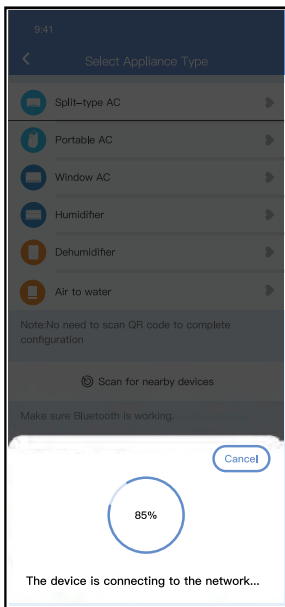 9:41
Select Appliance Type
Split-type AC
Portable AC
Window AC
Humidifier
Dehumidifier
Air to water
Note:No need to scan QR code to complete
configuration
Scan for nearby devices
Make sure Bluetooth is working.
Cancel
85%
The device is connecting to the network...